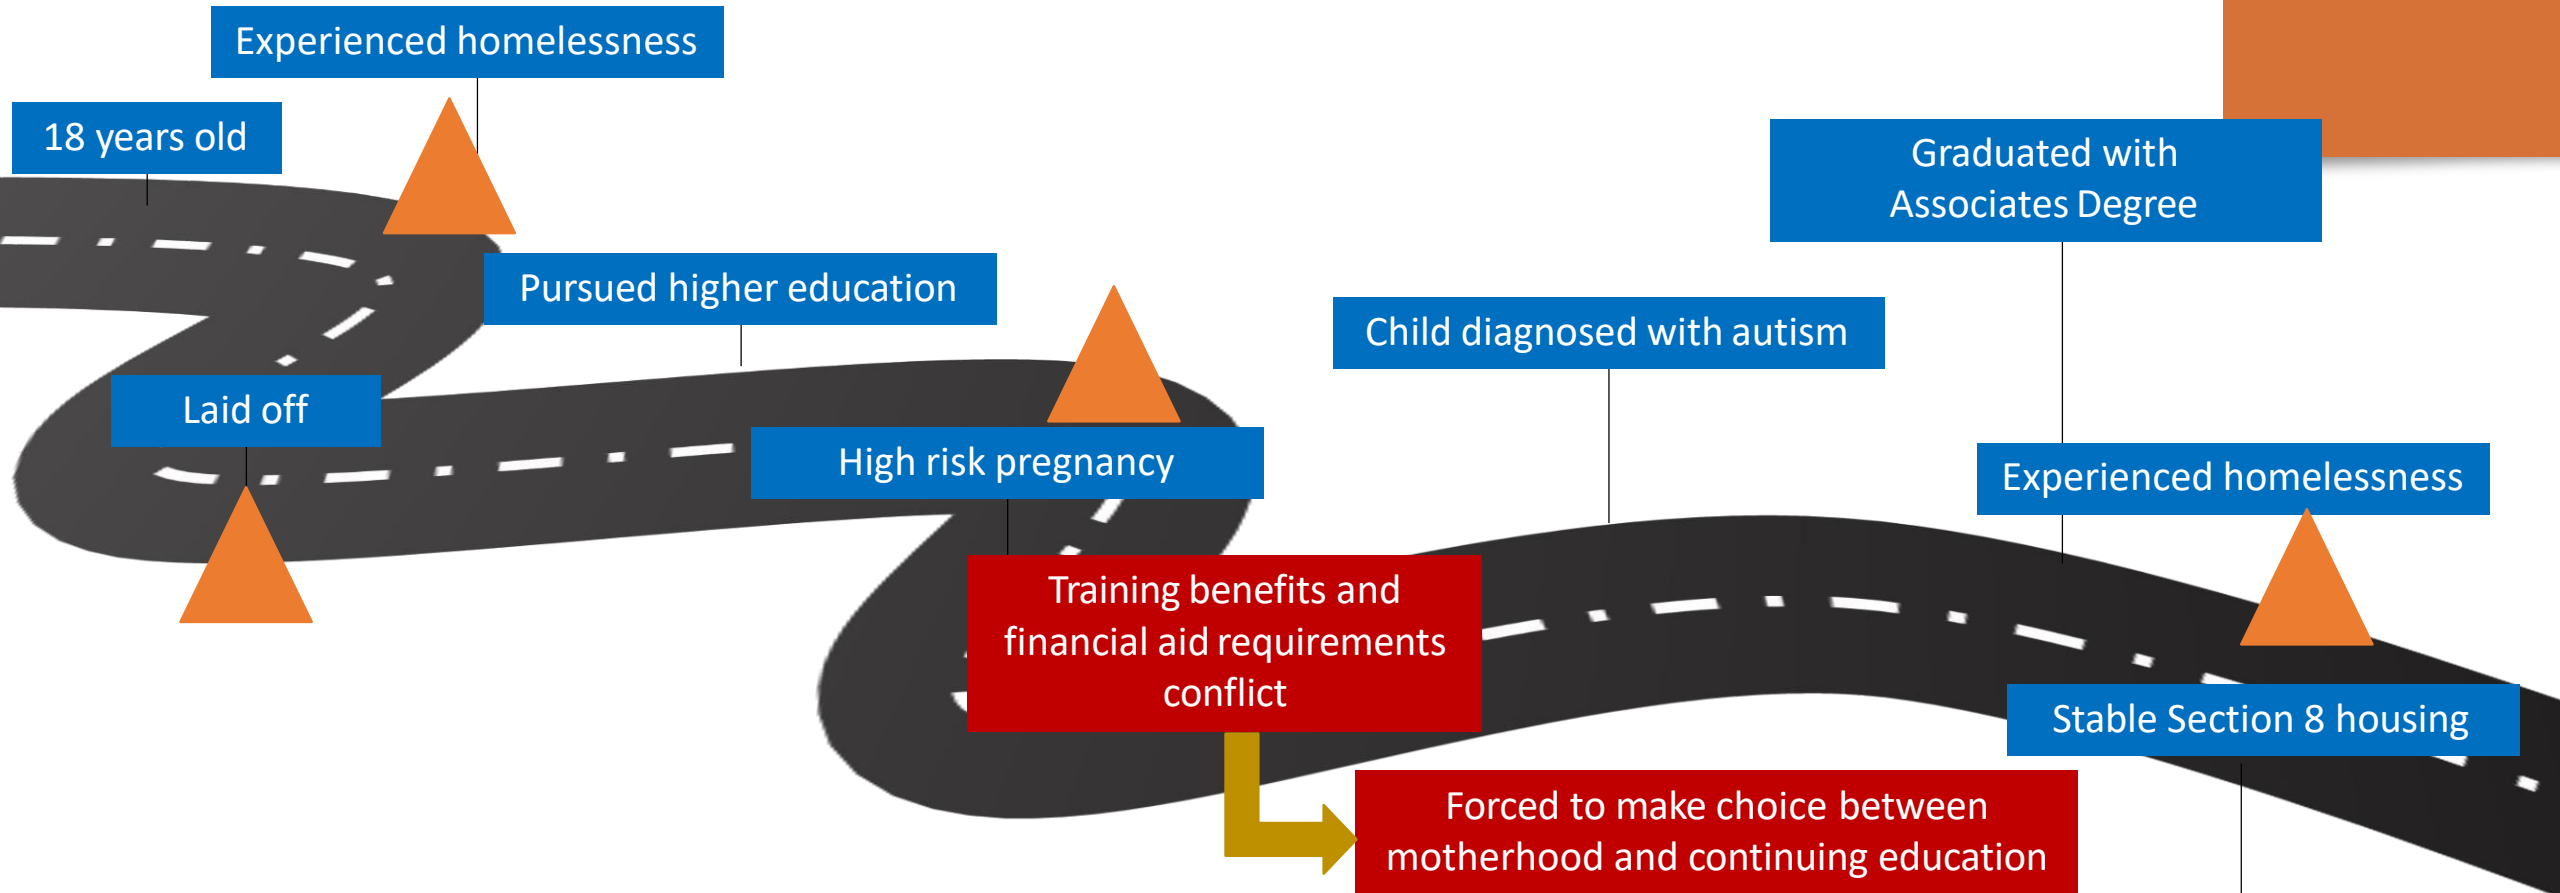 Experienced homelessness
18 years old
Laid off
Pursued higher education
High risk pregnancy
Training benefits and
financial aid requirements
conflict
Forced to make choice between
motherhood and continuing education
Child diagnosed with autism
Graduated with
Associates Degree
Experienced homelessness
Stable Section 8 housing